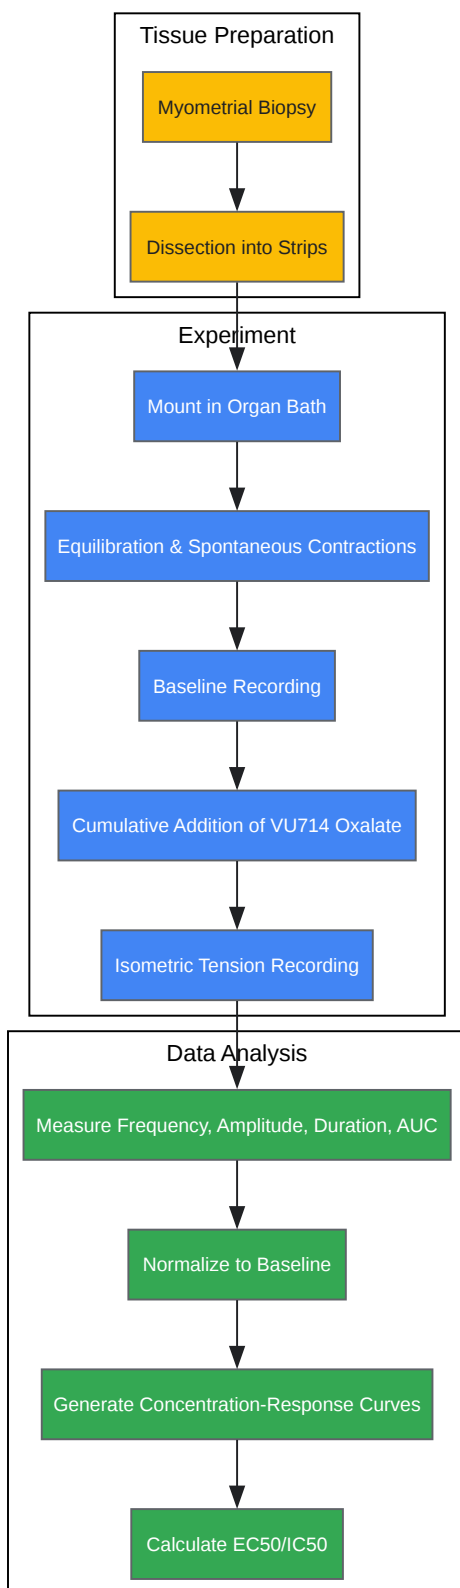 Tissue Preparation
Myometrial Biopsy
Dissection into Strips
Experiment
Mount in Organ Bath
Equilibration & Spontaneous Contractions
Baseline Recording
Cumulative Addition of VU714 Oxalate
Isometric Tension Recording
Data Analysis
Measure Frequency, Amplitude, Duration, AUC
Normalize to Baseline
Generate Concentration-Response Curves
Calculate EC50/IC50